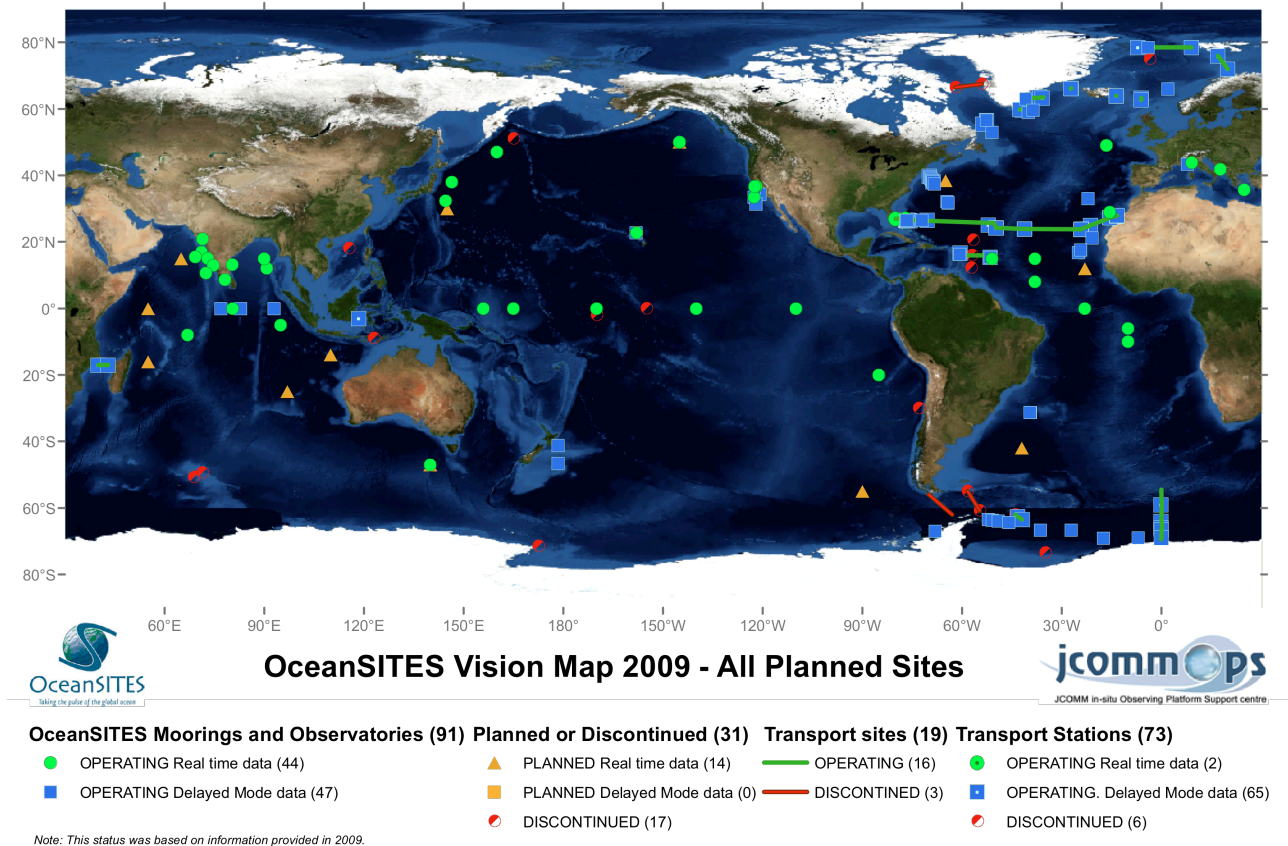 80°N
60°N
40°N
20°N
0°
20°S
40°S
60°S
80°S
60°E
90°E
120°E
150°E
180°
150°W
120°W
90°W
60°W
30°W
0°
OceanSITES
Taking the pulse of the global ocean
OceanSITES Vision Map 2009 - All Planned Sites
jcommops
JCOMM in-situ Observing Platform Support centre
OceanSITES Moorings and Observatories (91)
OPERATING Real time data (44)
OPERATING Delayed Mode data (47)
Planned or Discontinued (31)
PLANNED Real time data (14)
PLANNED Delayed Mode data (0)
DISCONTINUED (17)
Transport sites (19)
OPERATING (16)
DISCONTINED (3)
Transport Stations (73)
OPERATING Real time data (2)
OPERATING. Delayed Mode data (65)
DISCONTINUED (6)
Note: This status was based on information provided in 2009.